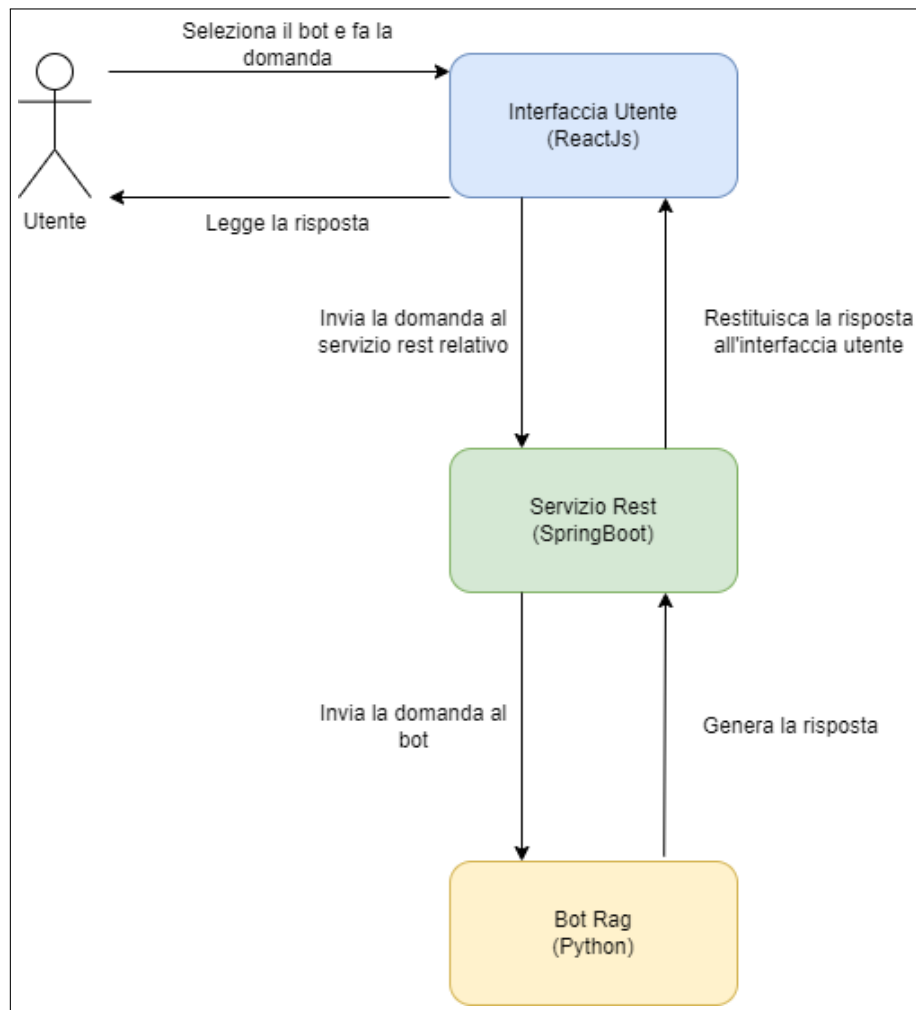 Seleziona il bot e fa la
domanda
Interfaccia Utente
(ReactJs)
Utente
Legge la risposta
Invia la domanda al
servizio rest relativo
Restituisca la risposta
all'interfaccia utente
Servizio Rest
(SpringBoot)
Invia la domanda al
bot
Genera la risposta
Bot Rag
(Python)